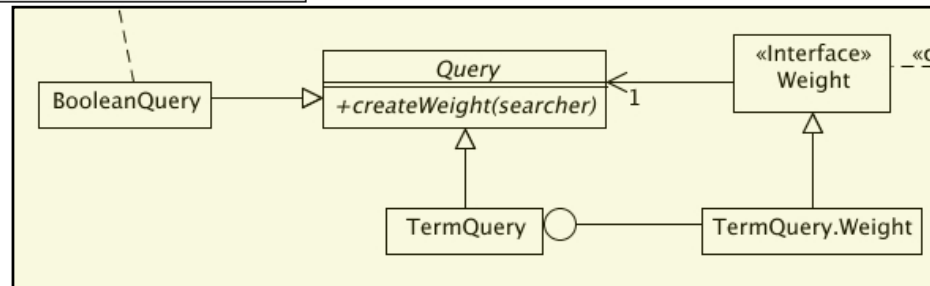 BooleanQuery
Query
+createWeight(searcher)
1
«Interface»
Weight
TermQuery
TermQuery.Weight